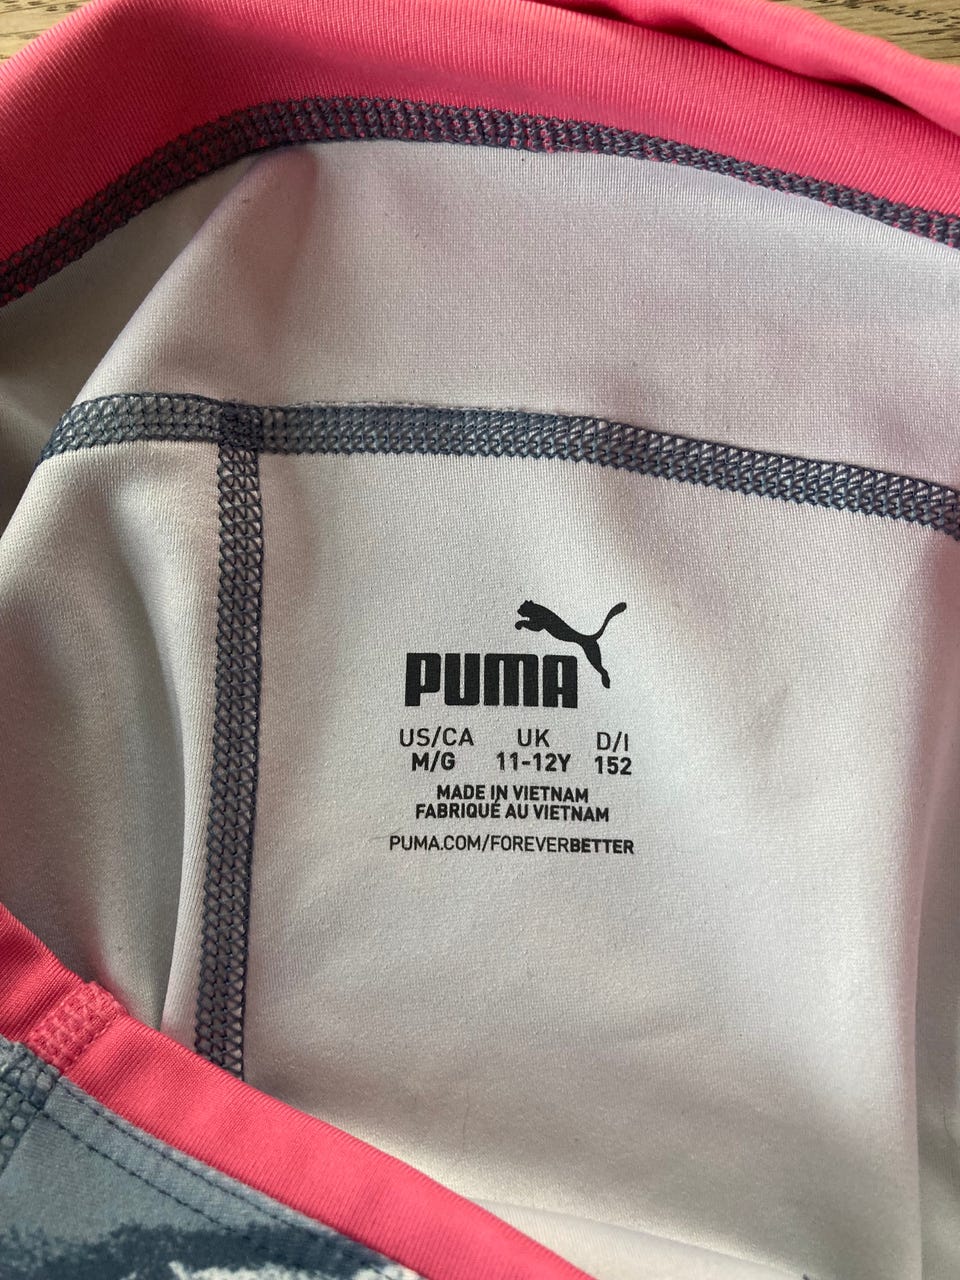 PUMA
US/CA UK D/I
M/G 11-12Y 152
MADE IN VIETNAM
FABRIQUÉ AU VIETNAM
PUMA.COM/FOREVERBETTER